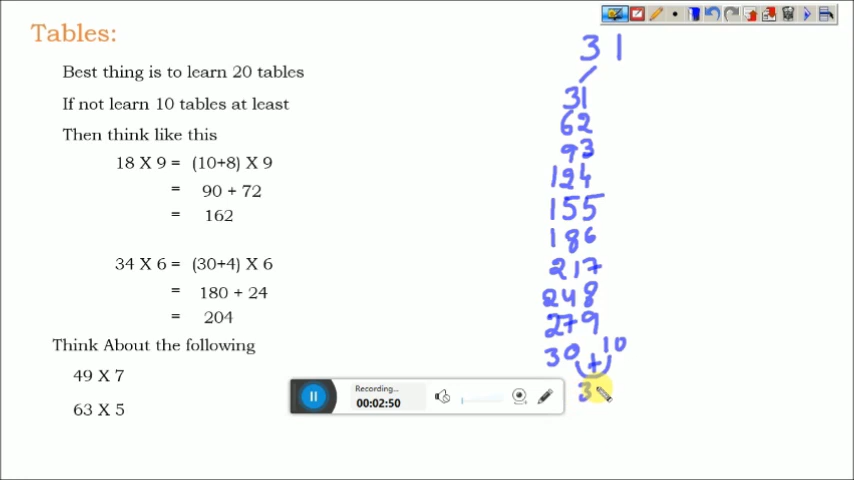 Tables:
Best thing is to learn 20 tables
If not learn 10 tables at least
Then think like this
18 X 9 = (10+8) X 9
= 90 + 72
= 162
34 X 6 = (30+4) X 6
= 180 + 24
= 204
Think About the following
49 X 7
63 X 5
3 1
31
62
93
124
155
186
217
248
279
30 + 10
3
Recording...
00:02:50